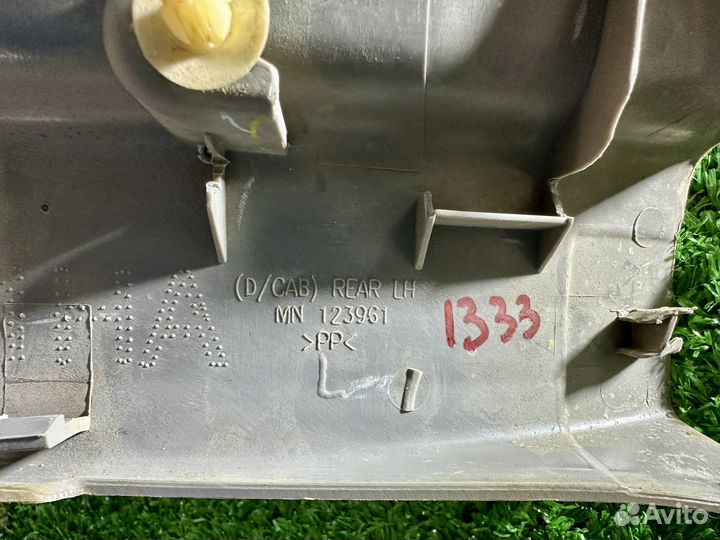 (D/CAB) REAR LH
MN 123961
>PP<
1333
L
Avito